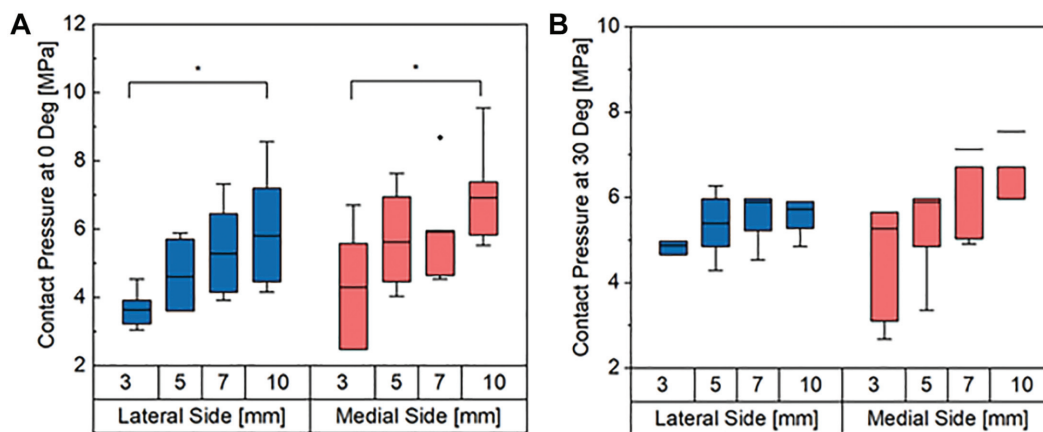 A
Contact Pressure at 0 Deg [MPa]
12
10
8
6
4
2
*
*
3 5 7 10 3 5 7 10
Lateral Side [mm] Medial Side [mm]
B
Contact Pressure at 30 Deg [MPa]
10
8
6
4
2
3 5 7 10 3 5 7 10
Lateral Side [mm] Medial Side [mm]